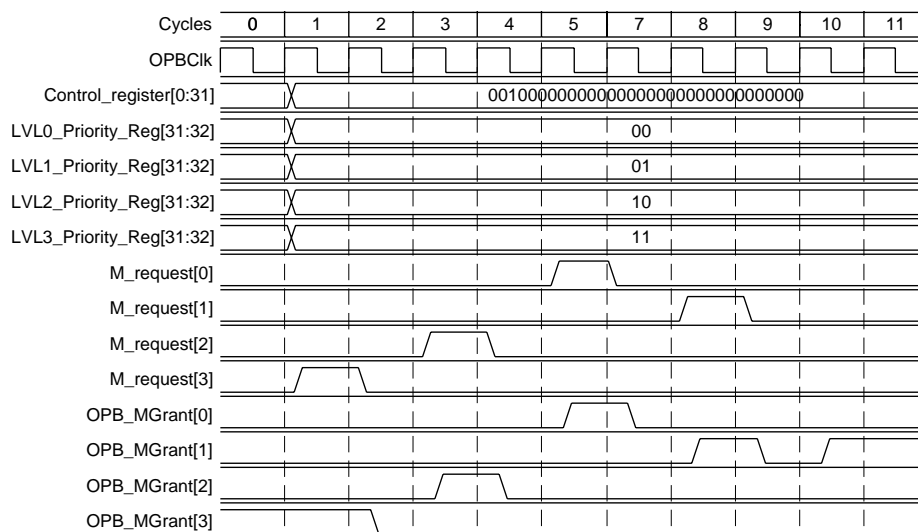 Cycles 0 1 2 3 4 5 7 8 9 10 11
OPBClk
Control_register[0:31] 00100000000000000000000000000000
LVL0_Priority_Reg[31:32] 00
LVL1_Priority_Reg[31:32] 01
LVL2_Priority_Reg[31:32] 10
LVL3_Priority_Reg[31:32] 11
M_request[0]
M_request[1]
M_request[2]
M_request[3]
OPB_MGrant[0]
OPB_MGrant[1]
OPB_MGrant[2]
OPB_MGrant[3]